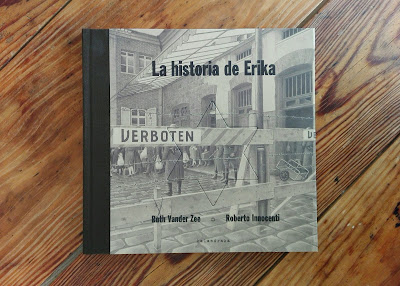 La historia de Erika
VERBOTEN
Ruth Vander Zee
Roberto Innocenti